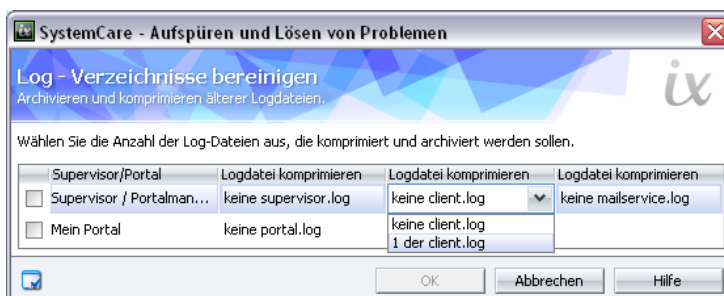 ix SystemCare - Aufspüren und Lösen von Problemen
Log - Verzeichnisse bereinigen
Archivieren und komprimieren älterer Logdateien.
ix
Wählen Sie die Anzahl der Log-Dateien aus, die komprimiert und archiviert werden sollen.
Supervisor/Portal Logdatei komprimieren Logdatei komprimieren Logdatei komprimieren
Supervisor / Portalman... keine supervisor.log keine client.log keine mailservice.log
Mein Portal keine portal.log keine client.log
1 der client.log
OK Abbrechen Hilfe